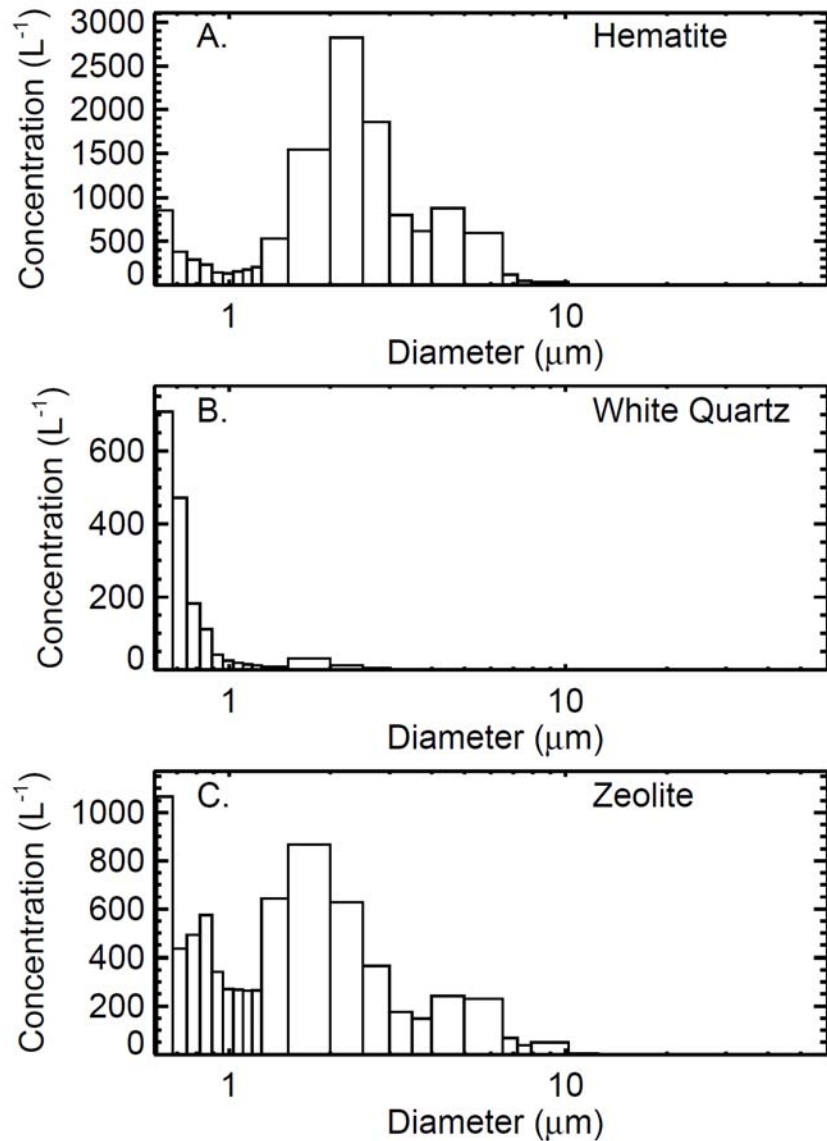 A.
Hematite
Concentration (L⁻¹)
3000
2500
2000
1500
1000
500
0
1
10
Diameter (μm)
B.
White Quartz
Concentration (L⁻¹)
600
400
200
0
1
10
Diameter (μm)
C.
Zeolite
Concentration (L⁻¹)
1000
800
600
400
200
0
1
10
Diameter (μm)